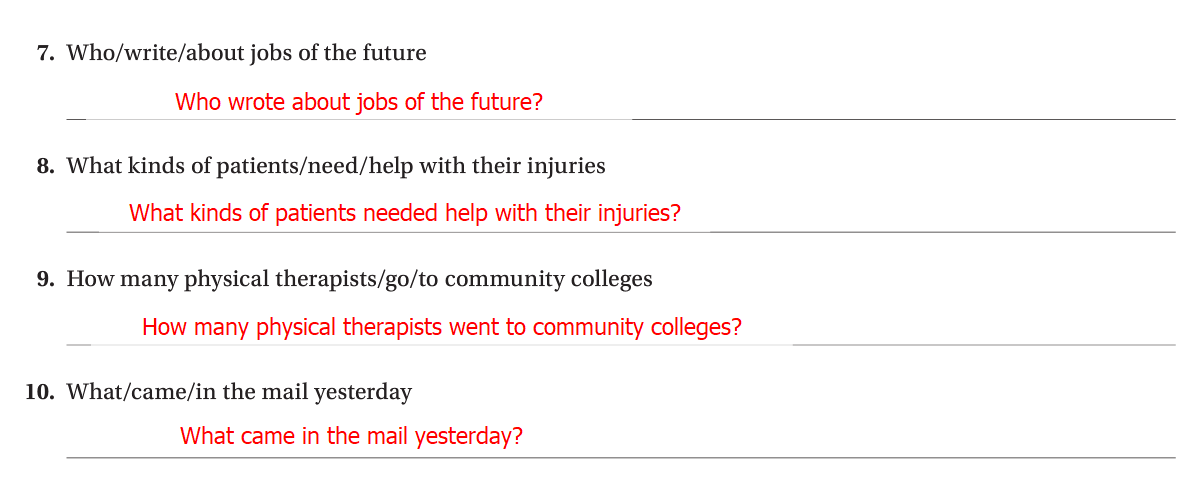 7. Who/write/about jobs of the future
Who wrote about jobs of the future?
8. What kinds of patients/need/help with their injuries
What kinds of patients needed help with their injuries?
9. How many physical therapists/go/to community colleges
How many physical therapists went to community colleges?
10. What/came/in the mail yesterday
What came in the mail yesterday?